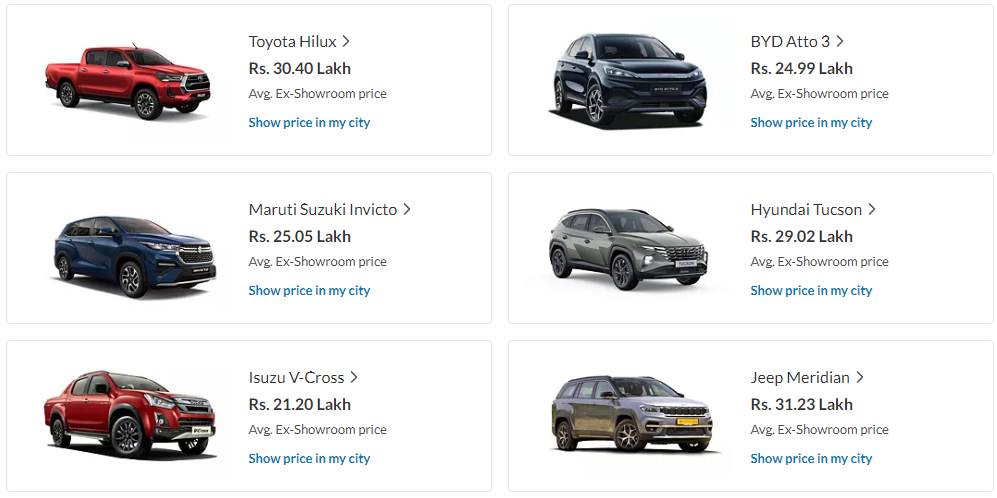 Toyota Hilux
Rs. 30.40 Lakh
Avg. Ex-Showroom price
Show price in my city
BYD Atto 3
Rs. 24.99 Lakh
Avg. Ex-Showroom price
Show price in my city
Maruti Suzuki Invicto
Rs. 25.05 Lakh
Avg. Ex-Showroom price
Show price in my city
Hyundai Tucson
Rs. 29.02 Lakh
Avg. Ex-Showroom price
Show price in my city
TUCSON
Isuzu V-Cross
Rs. 21.20 Lakh
Avg. Ex-Showroom price
Show price in my city
Jeep Meridian
Rs. 31.23 Lakh
Avg. Ex-Showroom price
Show price in my city